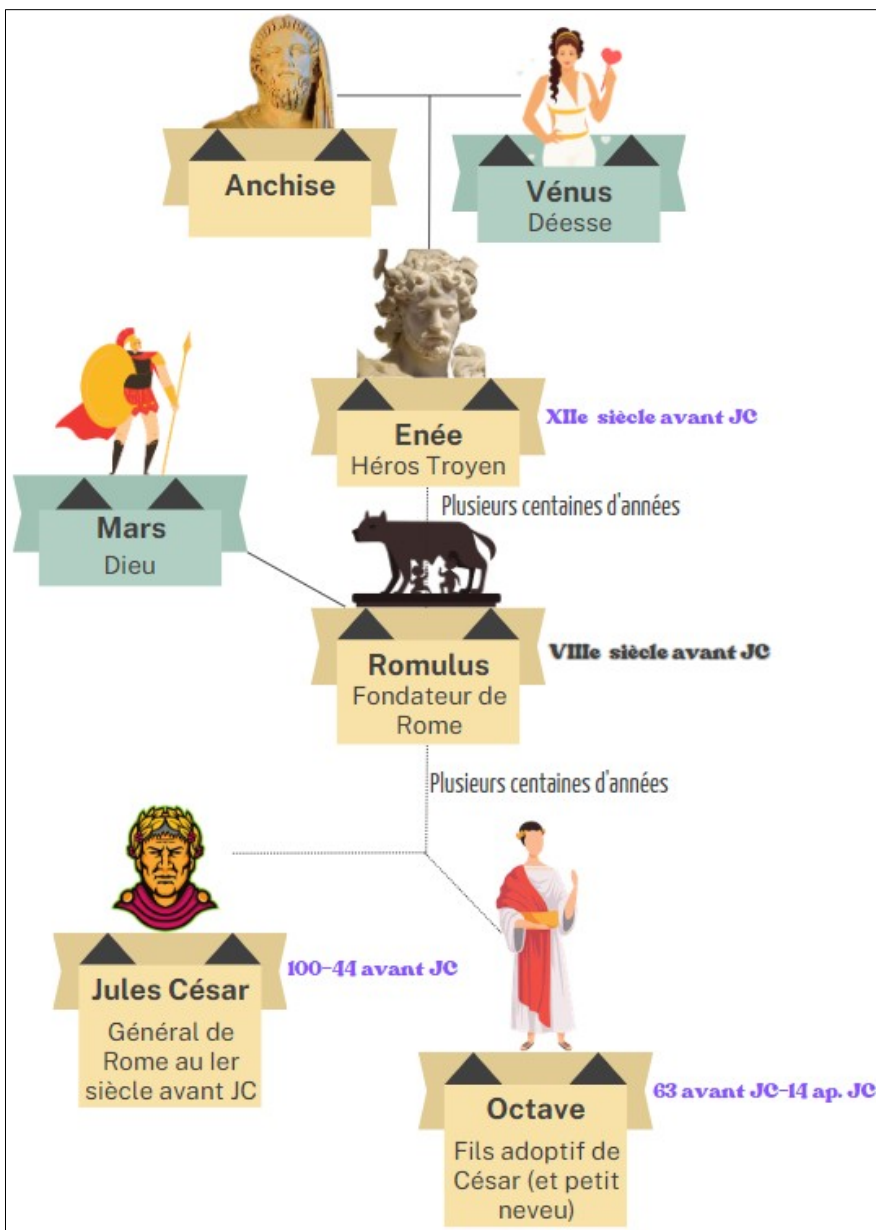 Anchise
Vénus
Déesse
Enée
Héros Troyen
XIIe siècle avant JC
Plusieurs centaines d'années
Mars
Dieu
Romulus
Fondateur de
Rome
VIIIe siècle avant JC
Plusieurs centaines d'années
Jules César
Général de
Rome au Ier
siècle avant JC
100-44 avant JC
Octave
Fils adoptif de
César (et petit
neveu)
63 avant JC-14 ap. JC